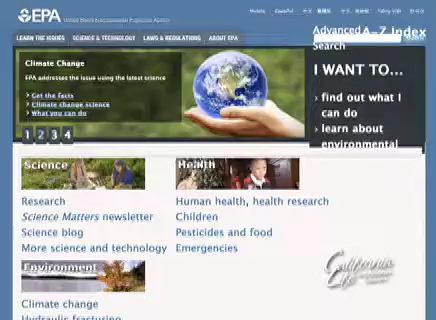 EPA United States Environmental Protection Agency
Español
LEARN THE ISSUES SCIENCE & TECHNOLOGY LAWS & REGULATIONS ABOUT EPA
Advanced A-Z Index
Search
Climate Change
EPA addresses the issue using the latest science
› Get the facts
› Climate change science
› What you can do
1 2 3 4
I WANT TO...
› find out what I
can do
› learn about
environmental
Science
Research
Science Matters newsletter
Science blog
More science and technology
Health
Human health, health research
Children
Pesticides and food
Emergencies
Environment
Climate change
Hydraulic fracturing
California
Life